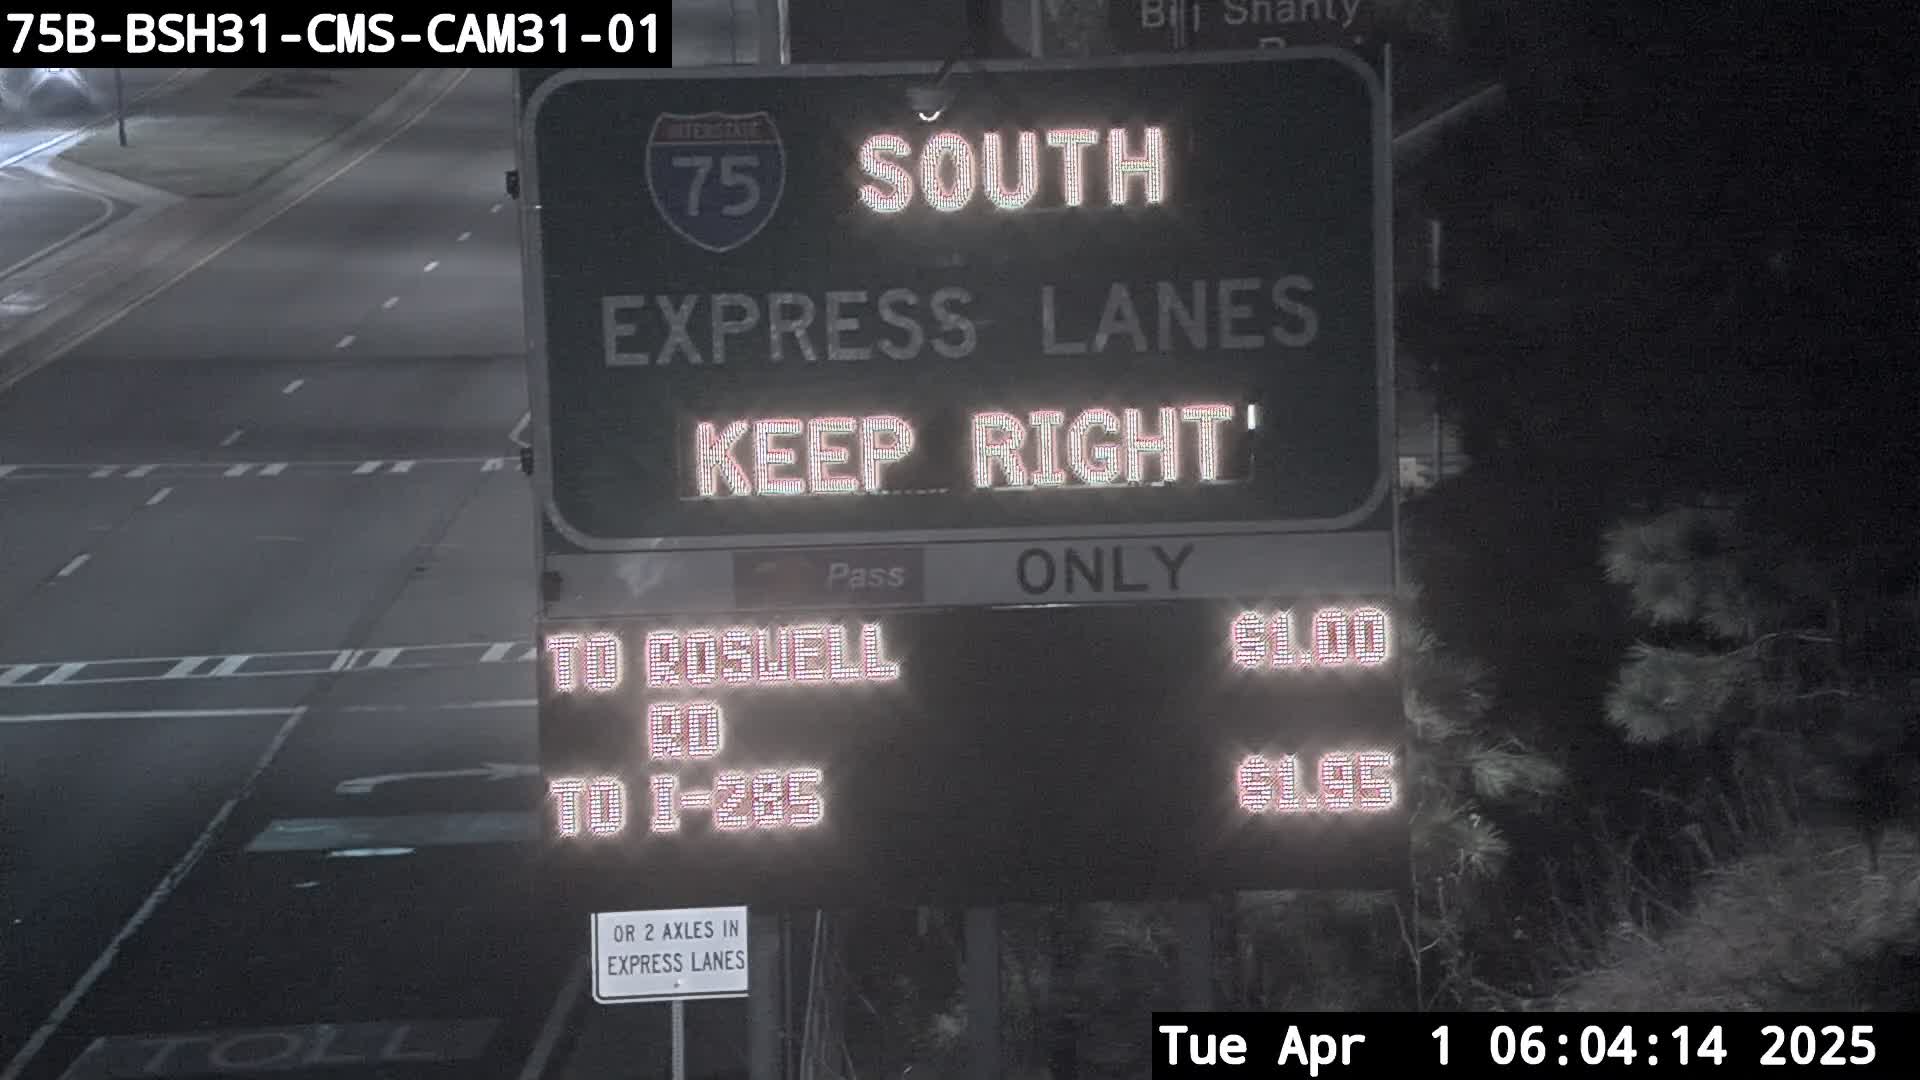 75B-BSH31-CMS-CAM31-01
Shanty
INTERSTATE
75
SOUTH
EXPRESS LANES
KEEP RIGHT
Pass ONLY
TO ROSWELL $1.00
RD
TO I-285 $1.95
OR 2 AXLES IN
EXPRESS LANES
TOLL
Tue Apr 1 06:04:14 2025